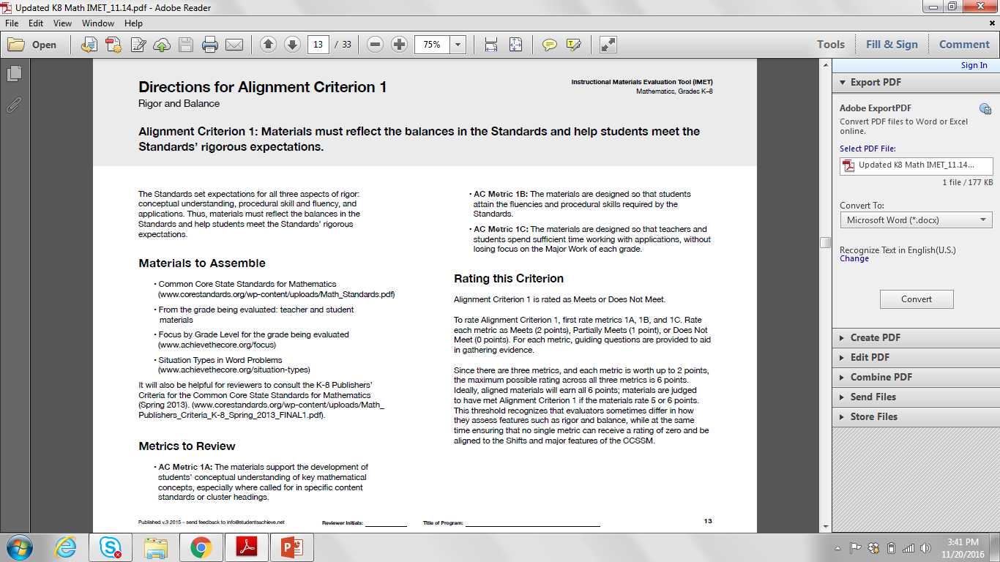 Updated K8 Math IMET_11.14.pdf - Adobe Reader
File Edit View Window Help
Open
13 / 33
75%
Tools Fill & Sign Comment
Directions for Alignment Criterion 1
Rigor and Balance
Instructional Materials Evaluation Tool (IMET)
Mathematics, Grades K–8
Alignment Criterion 1: Materials must reflect the balances in the Standards and help students meet the
Standards’ rigorous expectations.
The Standards set expectations for all three aspects of rigor:
conceptual understanding, procedural skill and fluency, and
applications. Thus, materials must reflect the balances in the
Standards and help students meet the Standards’ rigorous
expectations.
Materials to Assemble
• Common Core State Standards for Mathematics
(www.corestandards.org/wp-content/uploads/Math_Standards.pdf)
• From the grade being evaluated: teacher and student
materials
• Focus by Grade Level for the grade being evaluated
(www.achievethecore.org/focus)
• Situation Types in Word Problems
(www.achievethecore.org/situation-types)
It will also be helpful for reviewers to consult the K-8 Publishers’
Criteria for the Common Core State Standards for Mathematics
(Spring 2013). (www.corestandards.org/wp-content/uploads/Math_
Publishers_Criteria_K-8_Spring_2013_FINAL1.pdf).
Metrics to Review
• AC Metric 1A: The materials support the development of
students’ conceptual understanding of key mathematical
concepts, especially where called for in specific content
standards or cluster headings.
• AC Metric 1B: The materials are designed so that students
attain the fluencies and procedural skills required by the
Standards.
• AC Metric 1C: The materials are designed so that teachers and
students spend sufficient time working with applications, without
losing focus on the Major Work of each grade.
Rating this Criterion
Alignment Criterion 1 is rated as Meets or Does Not Meet.
To rate Alignment Criterion 1, first rate metrics 1A, 1B, and 1C. Rate
each metric as Meets (2 points), Partially Meets (1 point), or Does Not
Meet (0 points). For each metric, guiding questions are provided to aid
in gathering evidence.
Since there are three metrics, and each metric is worth up to 2 points,
the maximum possible rating across all three metrics is 6 points.
Ideally, aligned materials will earn all 6 points; materials are judged
to have met Alignment Criterion 1 if the materials rate 5 or 6 points.
This threshold recognizes that evaluators sometimes differ in how
they assess features such as rigor and balance, while at the same
time ensuring that no single metric can receive a rating of zero and be
aligned to the Shifts and major features of the CCSSM.
Published v.3 2015 – send feedback to info@studentsachieve.net
Reviewer Initials:
Title of Program:
13
Sign In
Export PDF
Adobe ExportPDF
Convert PDF files to Word or Excel
online.
Select PDF File:
Updated K8 Math IMET_11.14...
1 file / 177 KB
Convert To:
Microsoft Word (*.docx)
Recognize Text in English(U.S.)
Change
Convert
Create PDF
Edit PDF
Combine PDF
Send Files
Store Files
3:41 PM
11/20/2016